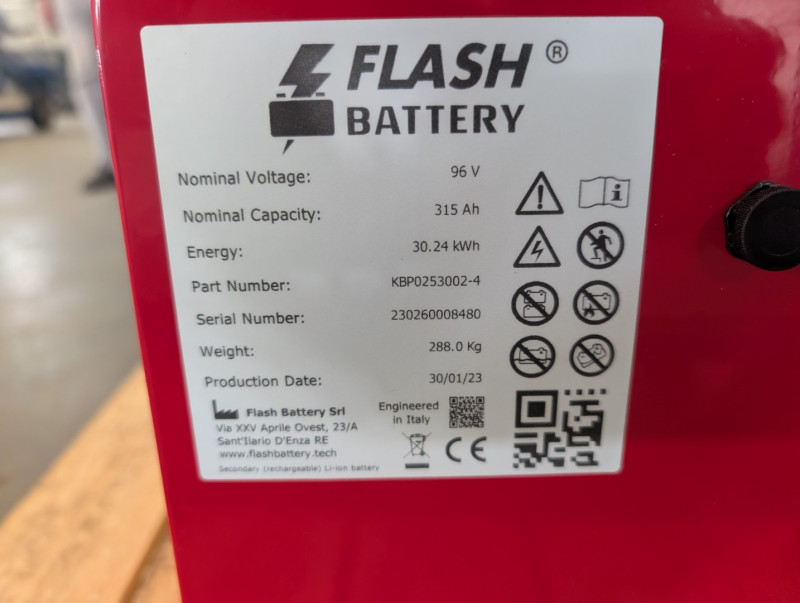 FLASH ®
BATTERY
Nominal Voltage: 96 V
Nominal Capacity: 315 Ah
Energy: 30.24 kWh
Part Number: KBP0253002-4
Serial Number: 230260008480
Weight: 288.0 Kg
Production Date: 30/01/23
Flash Battery Srl
Via XXV Aprile Ovest, 23/A
Sant'Ilario D'Enza RE
www.flashbattery.tech
Secondary (rechargeable) Li-ion battery
Engineered
in Italy
CE